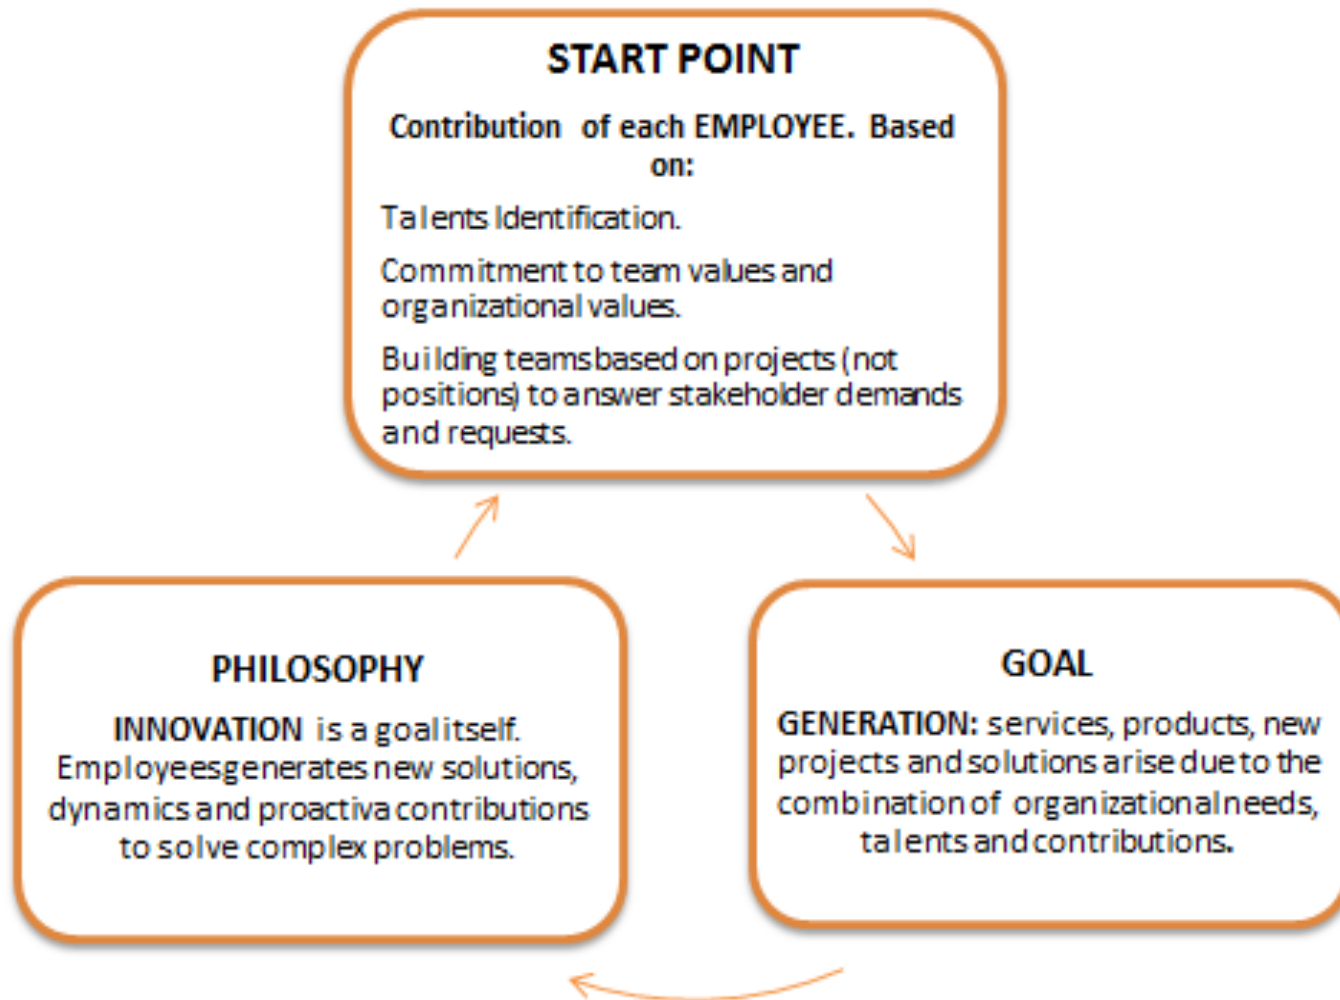 START POINT
Contribution of each EMPLOYEE. Based
on:
Talents Identification.
Commitment to team values and
organizational values.
Building teams based on projects (not
positions) to answer stakeholder demands
and requests.
PHILOSOPHY
INNOVATION is a goal itself.
Employees generates new solutions,
dynamics and proactiva contributions
to solve complex problems.
GOAL
GENERATION: services, products, new
projects and solutions arise due to the
combination of organizational needs,
talents and contributions.